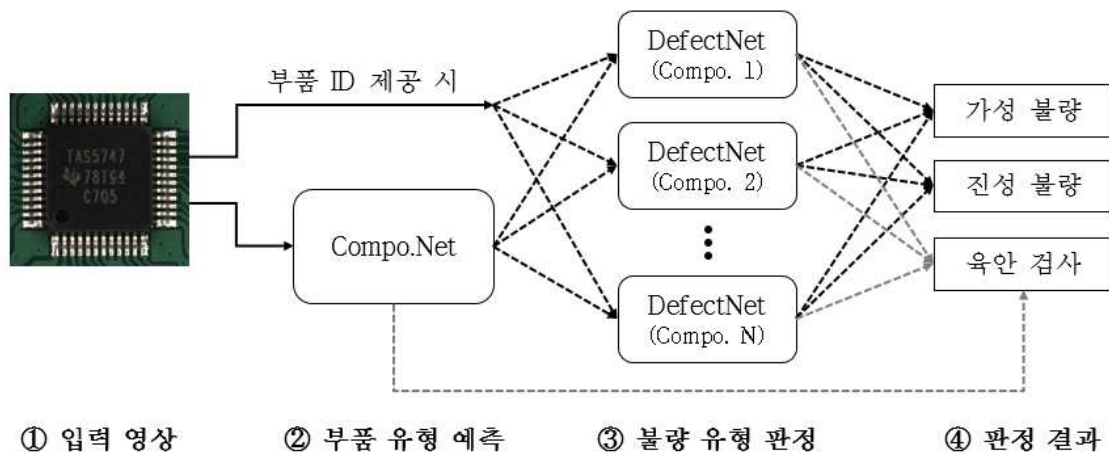 부품 ID 제공 시
TAS5747
78T94
C705
Compo.Net
DefectNet
(Compo. 1)
DefectNet
(Compo. 2)
DefectNet
(Compo. N)
가성 불량
진성 불량
육안 검사
① 입력 영상
② 부품 유형 예측
③ 불량 유형 판정
④ 판정 결과